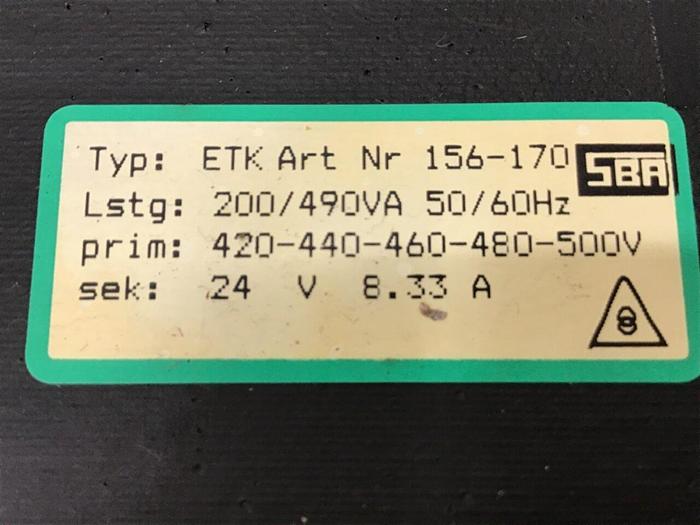 Typ: ETK Art Nr 156-170 SBA
Lstg: 200/490VA 50/60Hz
prim: 420-440-460-480-500V
sek: 24 V 8.33 A